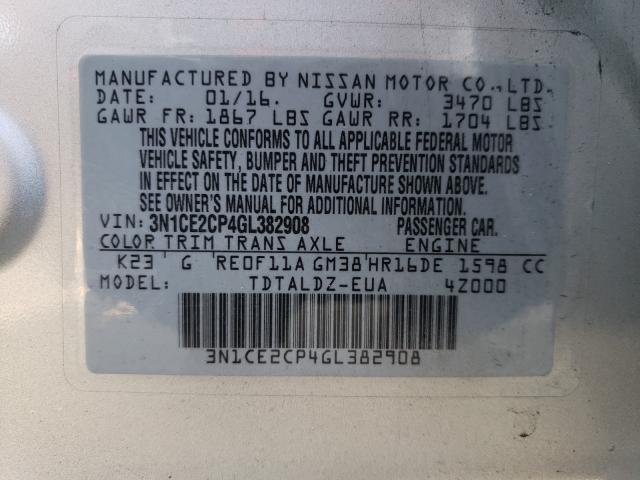 MANUFACTURED BY NISSAN MOTOR CO., LTD.
DATE: 01/16. GVWR: 3470 LBS
GAWR FR: 1867 LBS GAWR RR: 1704 LBS
THIS VEHICLE CONFORMS TO ALL APPLICABLE FEDERAL MOTOR
VEHICLE SAFETY, BUMPER AND THEFT PREVENTION STANDARDS
IN EFFECT ON THE DATE OF MANUFACTURE SHOWN ABOVE.
SEE OWNER'S MANUAL FOR ADDITIONAL INFORMATION.
VIN: 3N1CE2CP4GL382908 PASSENGER CAR.
COLOR TRIM TRANS AXLE ENGINE
K23 G RE0F11A GM38 HR16DE 1598 CC
MODEL: TDTALDZ-EUA 4Z000
3N1CE2CP4GL382908